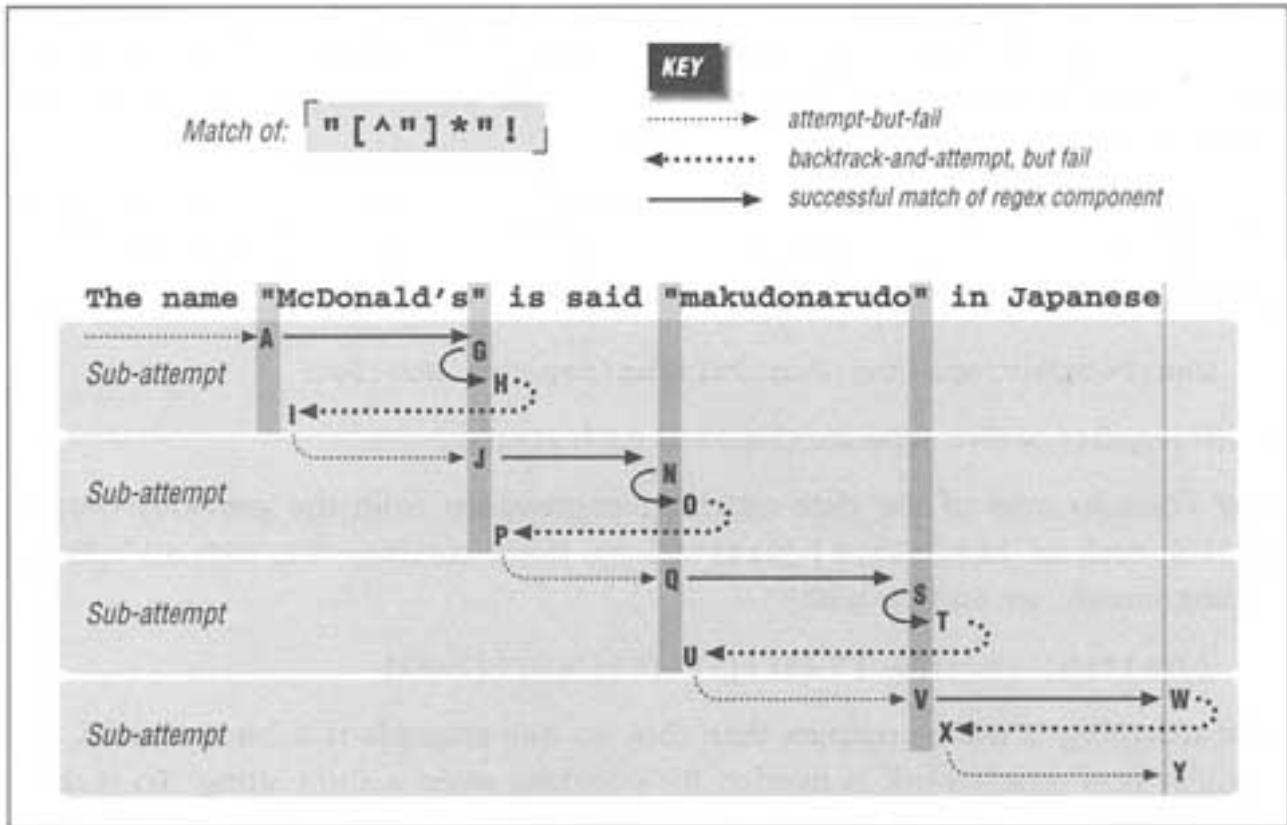 KEY
Match of: "[^"]*"!
attempt-but-fail
backtrack-and-attempt, but fail
successful match of regex component
The name "McDonald's" is said "makudonarudo" in Japanese
A
G
Sub-attempt
H
I
J
N
Sub-attempt
O
P
Q
S
Sub-attempt
T
U
V W
Sub-attempt
X
Y